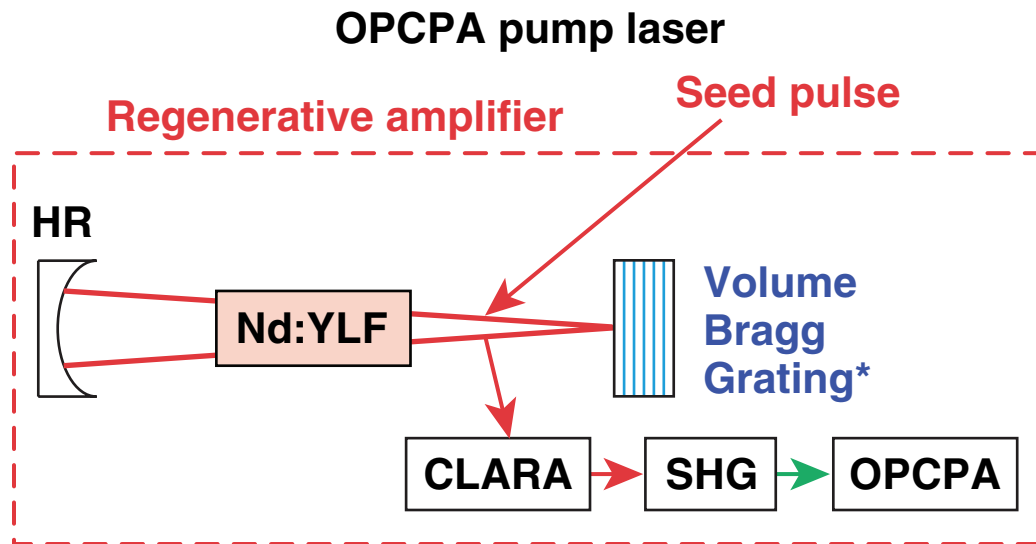 OPCPA pump laser
Seed pulse
Regenerative amplifier
HR
Nd:YLF
Volume
Bragg
Grating*
CLARA
SHG
OPCPA